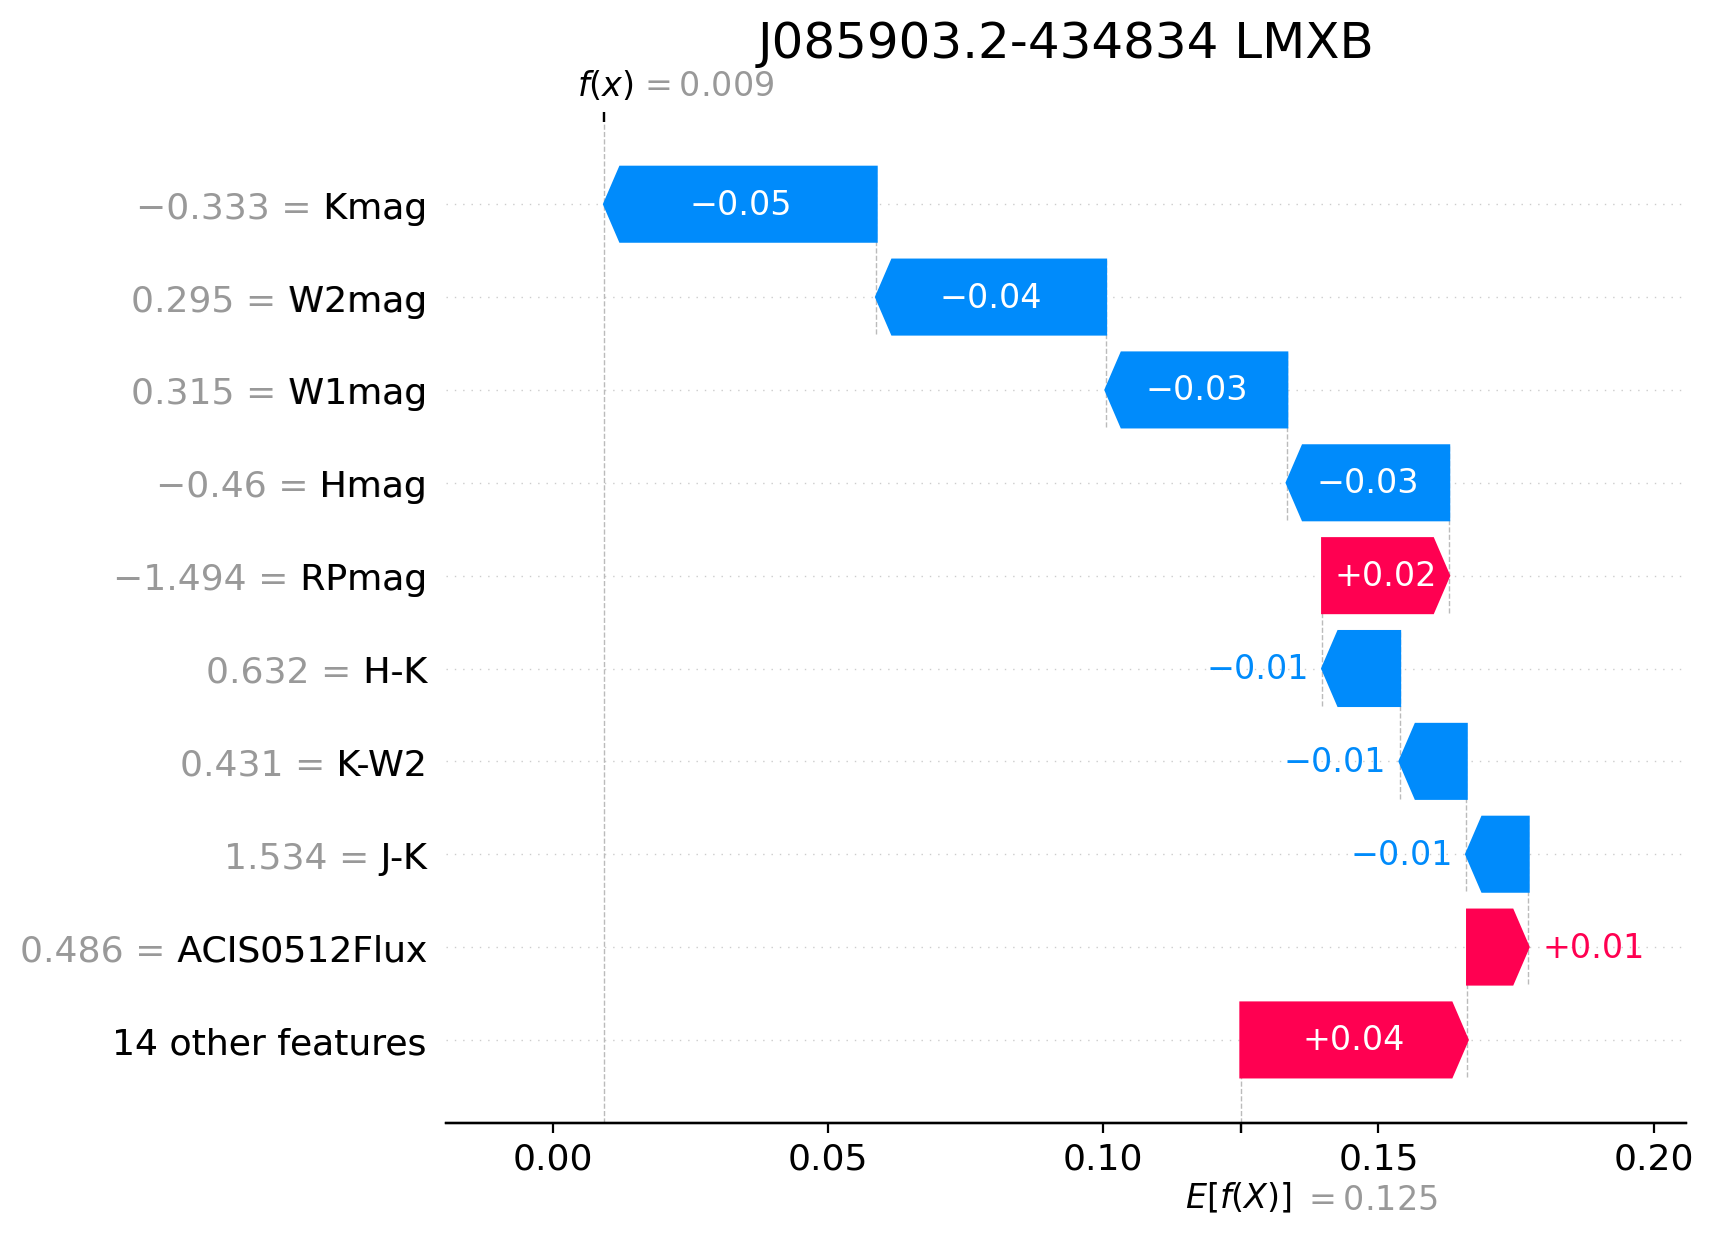 J085903.2-434834 LMXB
f(x) = 0.009
−0.333 = Kmag −0.05
0.295 = W2mag −0.04
0.315 = W1mag −0.03
−0.46 = Hmag −0.03
−1.494 = RPmag +0.02
0.632 = H-K −0.01
0.431 = K-W2 −0.01
1.534 = J-K −0.01
0.486 = ACIS0512Flux +0.01
14 other features +0.04
0.00 0.05 0.10 0.15 0.20
E[f(X)] = 0.125